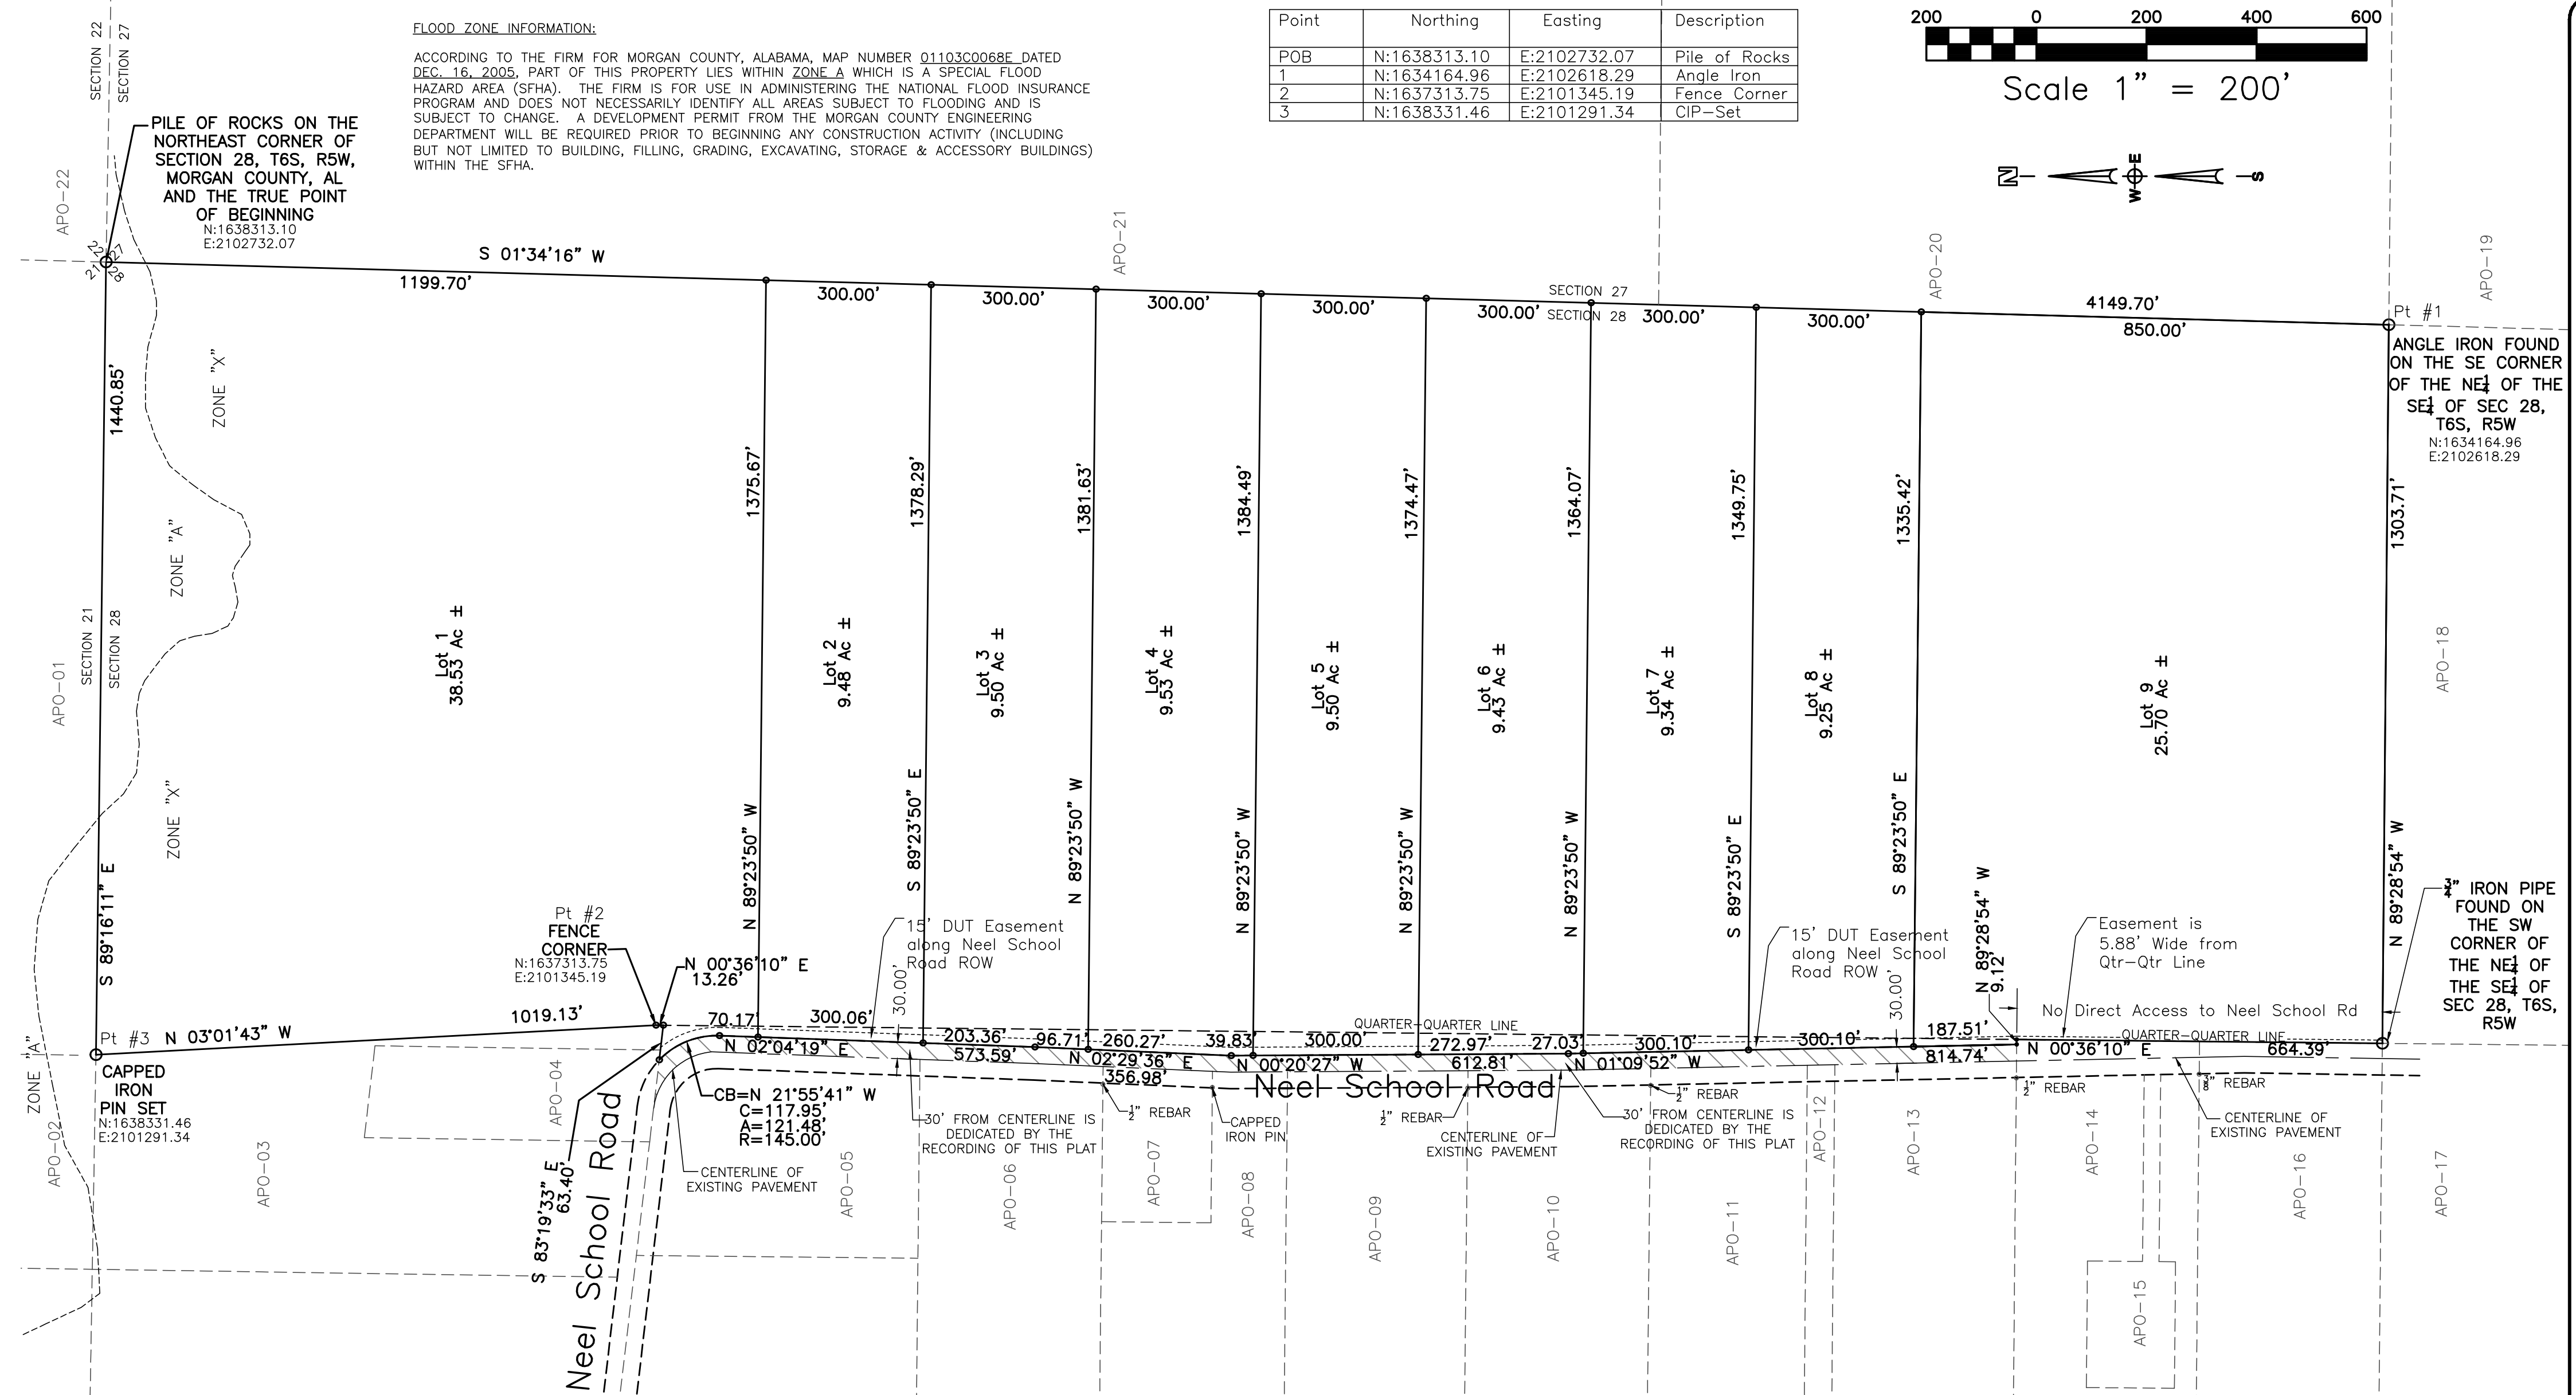 FLOOD ZONE INFORMATION:
ACCORDING TO THE FIRM FOR MORGAN COUNTY, ALABAMA, MAP NUMBER 01103C0068E DATED
DEC. 16, 2005, PART OF THIS PROPERTY LIES WITHIN ZONE A WHICH IS A SPECIAL FLOOD
HAZARD AREA (SFHA). THE FIRM IS FOR USE IN ADMINISTERING THE NATIONAL FLOOD INSURANCE
PROGRAM AND DOES NOT NECESSARILY IDENTIFY ALL AREAS SUBJECT TO FLOODING AND IS
SUBJECT TO CHANGE. A DEVELOPMENT PERMIT FROM THE MORGAN COUNTY ENGINEERING
DEPARTMENT WILL BE REQUIRED PRIOR TO BEGINNING ANY CONSTRUCTION ACTIVITY (INCLUDING
BUT NOT LIMITED TO BUILDING, FILLING, GRADING, EXCAVATING, STORAGE & ACCESSORY BUILDINGS)
WITHIN THE SFHA.
Point Northing Easting Description
POB N:1638313.10 E:2102732.07 Pile of Rocks
1 N:1634164.96 E:2102618.29 Angle Iron
2 N:1637313.75 E:2101345.19 Fence Corner
3 N:1638331.46 E:2101291.34 CIP-Set
200 0 200 400 600
Scale 1" = 200'
N W E S
SECTION 22
SECTION 27
PILE OF ROCKS ON THE
NORTHEAST CORNER OF
SECTION 28, T6S, R5W,
MORGAN COUNTY, AL
AND THE TRUE POINT
OF BEGINNING
N:1638313.10
E:2102732.07
APO-22
22 27
21 28
APO-21
APO-20
APO-19
S 01°34'16" W
1199.70'
300.00'
300.00'
300.00'
300.00'
300.00'
300.00'
300.00'
SECTION 27
SECTION 28
4149.70'
850.00'
Pt #1
ANGLE IRON FOUND
ON THE SE CORNER
OF THE NE¼ OF THE
SE¼ OF SEC 28,
T6S, R5W
N:1634164.96
E:2102618.29
1440.85'
ZONE "X"
ZONE "A"
ZONE "X"
1375.67'
1378.29'
1381.63'
1384.49'
1374.47'
1364.07'
1349.75'
1335.42'
1303.71'
APO-01
SECTION 21
SECTION 28
Lot 1
38.53 Ac ±
Lot 2
9.48 Ac ±
Lot 3
9.50 Ac ±
Lot 4
9.53 Ac ±
Lot 5
9.50 Ac ±
Lot 6
9.43 Ac ±
Lot 7
9.34 Ac ±
Lot 8
9.25 Ac ±
Lot 9
25.70 Ac ±
APO-18
S 89°16'11" E
N 89°23'50" W
S 89°23'50" E
N 89°23'50" W
N 89°23'50" W
N 89°23'50" W
N 89°23'50" W
S 89°23'50" E
S 89°23'50" E
N 89°28'54" W
9.12'
N 89°28'54" W
¾" IRON PIPE
FOUND ON
THE SW
CORNER OF
THE NE¼ OF
THE SE¼ OF
SEC 28, T6S,
R5W
Pt #2
FENCE
CORNER
N:1637313.75
E:2101345.19
N 00°36'10" E
13.26'
15' DUT Easement
along Neel School
Road ROW
30.00'
15' DUT Easement
along Neel School
Road ROW
30.00'
Easement is
5.88' Wide from
Qtr-Qtr Line
No Direct Access to Neel School Rd
Pt #3
N 03°01'43" W
1019.13'
70.17'
300.06'
203.36'
96.71'
260.27'
39.83'
300.00'
272.97'
27.03'
300.10'
300.10'
187.51'
QUARTER-QUARTER LINE
QUARTER-QUARTER LINE
N 02°04'19" E
573.59'
N 02°29'36" E
356.98'
N 00°20'27" W
612.81'
N 01°09'52" W
814.74'
N 00°36'10" E
664.39'
CAPPED
IRON
PIN SET
N:1638331.46
E:2101291.34
ZONE "A"
CB=N 21°55'41" W
C=117.95'
A=121.48'
R=145.00'
S 83°19'33" E
63.40'
Neel School Road
Neel School Road
CENTERLINE OF
EXISTING PAVEMENT
30' FROM CENTERLINE IS
DEDICATED BY THE
RECORDING OF THIS PLAT
½" REBAR
CAPPED
IRON PIN
½" REBAR
CENTERLINE OF
EXISTING PAVEMENT
30' FROM CENTERLINE IS
DEDICATED BY THE
RECORDING OF THIS PLAT
½" REBAR
½" REBAR
⅜" REBAR
CENTERLINE OF
EXISTING PAVEMENT
APO-02
APO-03
APO-04
APO-05
APO-06
APO-07
APO-08
APO-09
APO-10
APO-11
APO-12
APO-13
APO-14
APO-15
APO-16
APO-17